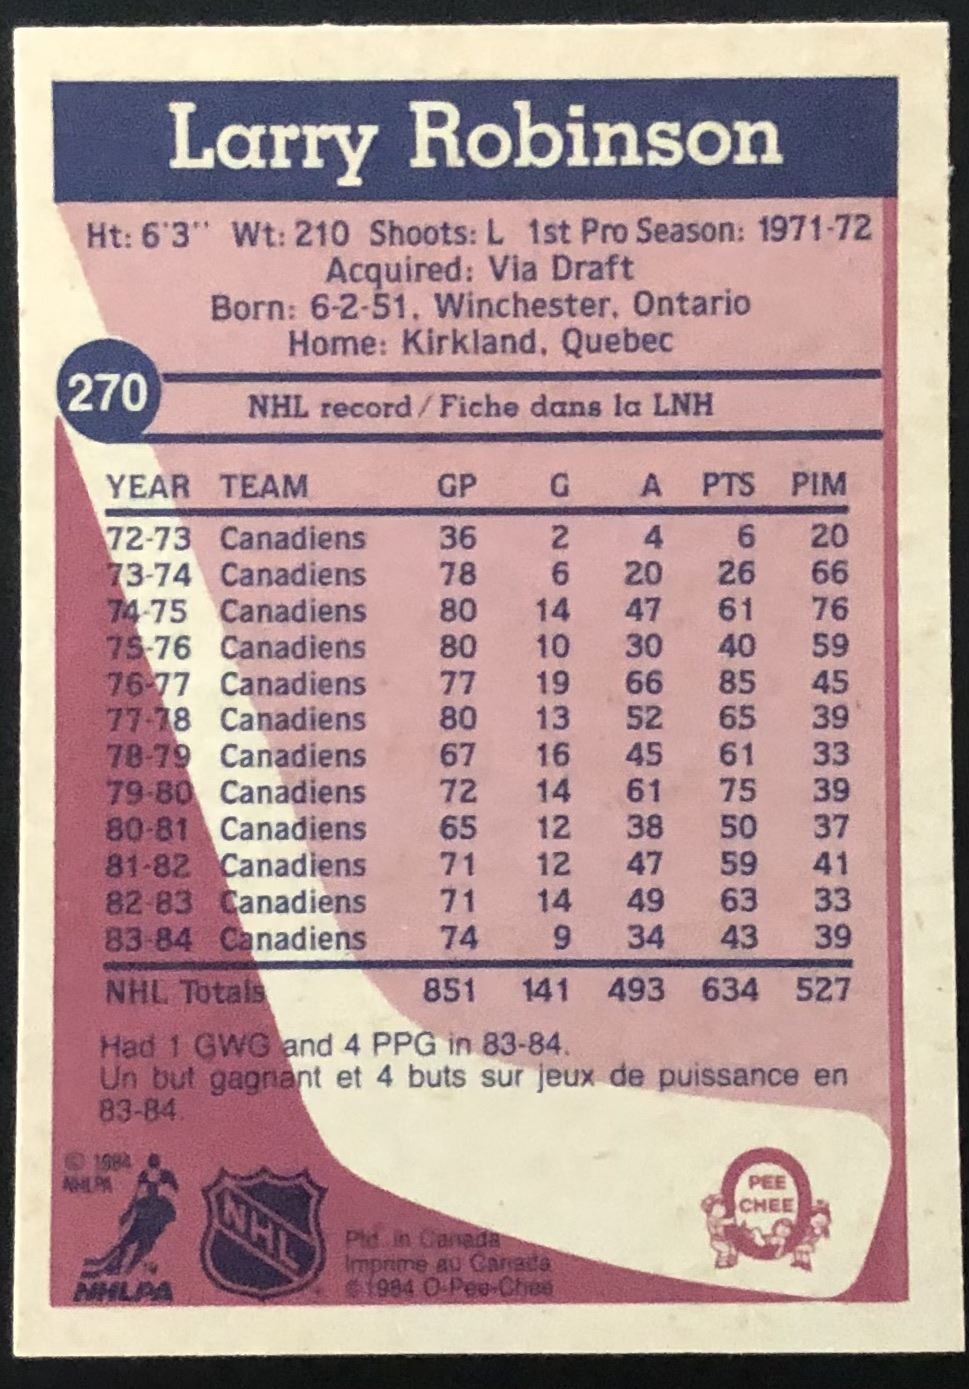 Larry Robinson
Ht: 6'3'' Wt: 210 Shoots: L 1st Pro Season: 1971-72
Acquired: Via Draft
Born: 6-2-51, Winchester, Ontario
Home: Kirkland, Quebec
270
NHL record / Fiche dans la LNH
YEAR TEAM GP G A PTS PIM
72-73 Canadiens 36 2 4 6 20
73-74 Canadiens 78 6 20 26 66
74-75 Canadiens 80 14 47 61 76
75-76 Canadiens 80 10 30 40 59
76-77 Canadiens 77 19 66 85 45
77-78 Canadiens 80 13 52 65 39
78-79 Canadiens 67 16 45 61 33
79-80 Canadiens 72 14 61 75 39
80-81 Canadiens 65 12 38 50 37
81-82 Canadiens 71 12 47 59 41
82-83 Canadiens 71 14 49 63 33
83-84 Canadiens 74 9 34 43 39
NHL Totals 851 141 493 634 527
Had 1 GWG and 4 PPG in 83-84.
Un but gagnant et 4 buts sur jeux de puissance en
83-84.
© 1984
NHLPA
NHLPA
NHL
Ptd. in Canada
Imprime au Canada
© 1984 O-Pee-Chee
O
PEE
CHEE